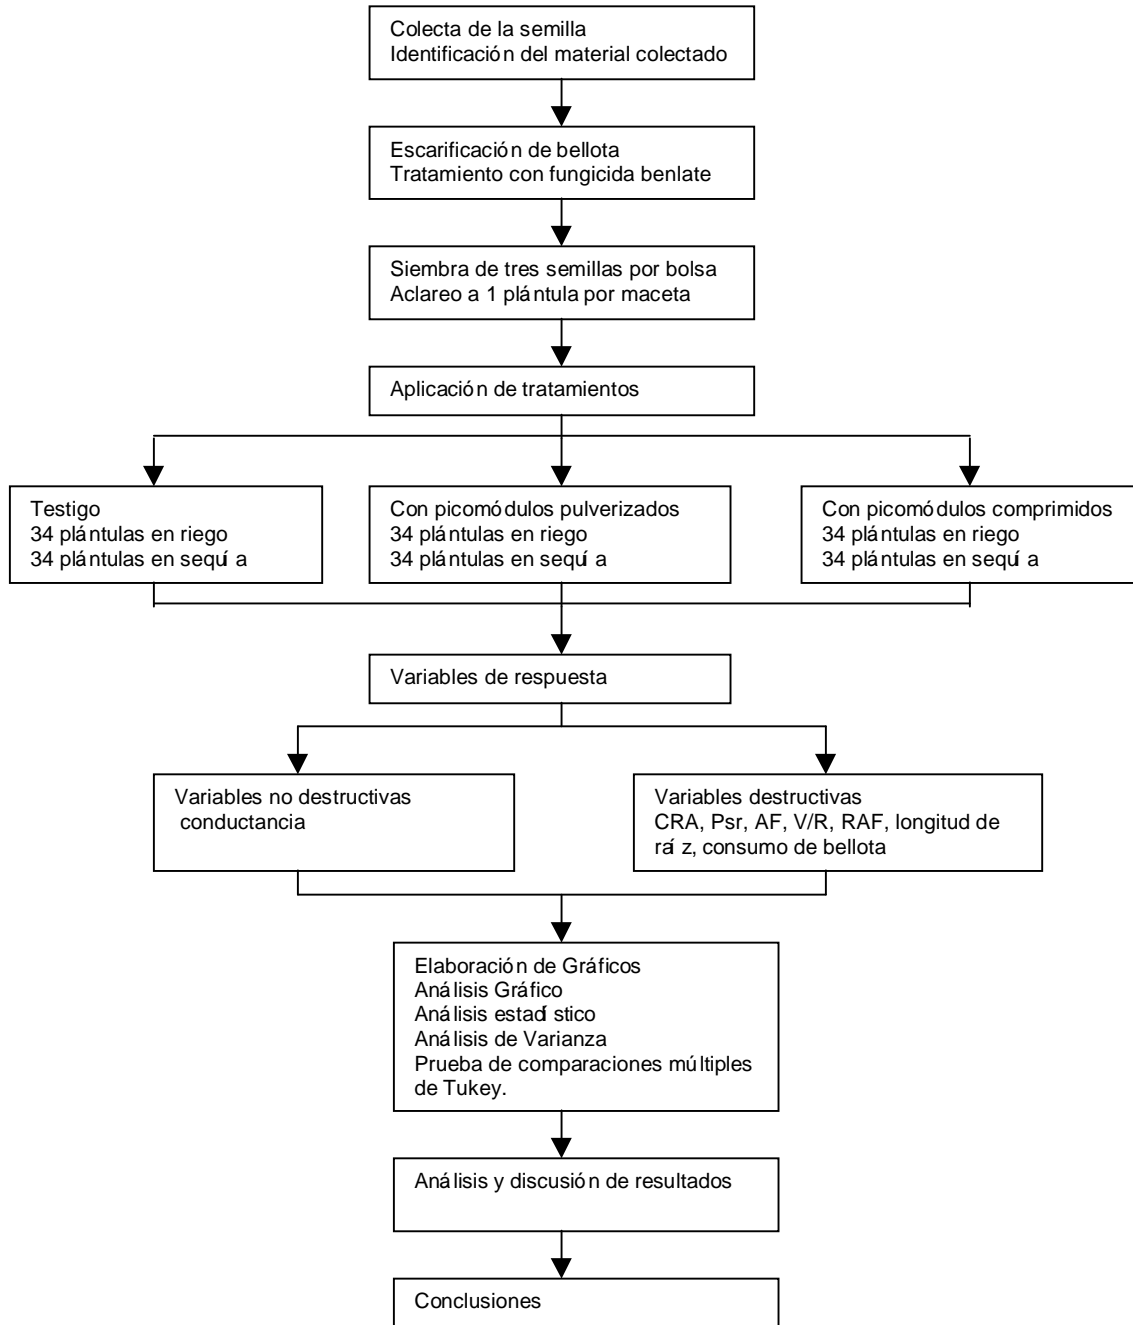 Colecta de la semilla
Identificación del material colectado
Escarificación de bellota
Tratamiento con fungicida benlate
Siembra de tres semillas por bolsa
Aclareo a 1 plántula por maceta
Aplicación de tratamientos
Testigo
34 plántulas en riego
34 plántulas en sequía
Con picomódulos pulverizados
34 plántulas en riego
34 plántulas en sequía
Con picomódulos comprimidos
34 plántulas en riego
34 plántulas en sequía
Variables de respuesta
Variables no destructivas
conductancia
Variables destructivas
CRA, Psr, AF, V/R, RAF, longitud de
raíz, consumo de bellota
Elaboración de Gráficos
Análisis Gráfico
Análisis estadístico
Análisis de Varianza
Prueba de comparaciones múltiples
de Tukey.
Análisis y discusión de resultados
Conclusiones